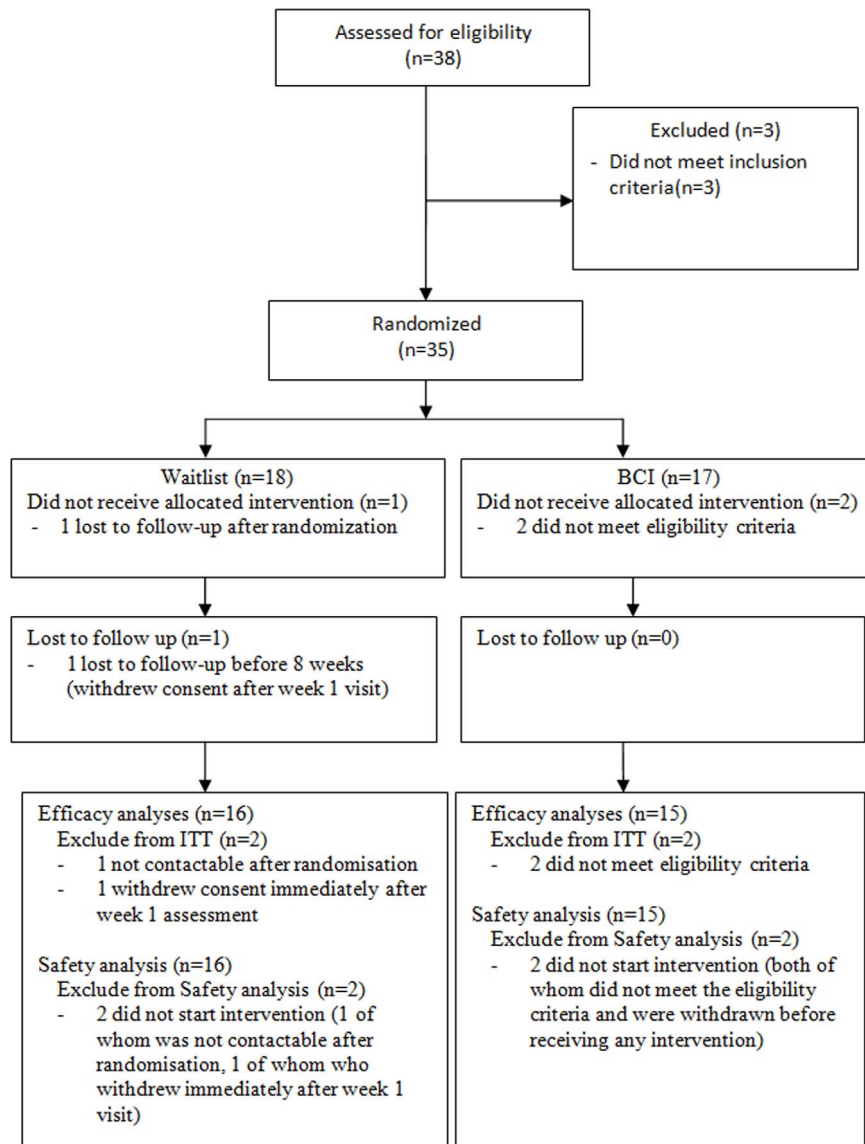 Assessed for eligibility
(n=38)
Excluded (n=3)
- Did not meet inclusion
criteria(n=3)
Randomized
(n=35)
Waitlist (n=18)
Did not receive allocated intervention (n=1)
- 1 lost to follow-up after randomization
BCI (n=17)
Did not receive allocated intervention (n=2)
- 2 did not meet eligibility criteria
Lost to follow up (n=1)
- 1 lost to follow-up before 8 weeks
(withdrew consent after week 1 visit)
Lost to follow up (n=0)
Efficacy analyses (n=16)
Exclude from ITT (n=2)
- 1 not contactable after randomisation
- 1 withdrew consent immediately after
week 1 assessment
Safety analysis (n=16)
Exclude from Safety analysis (n=2)
- 2 did not start intervention (1 of
whom was not contactable after
randomisation, 1 of whom who
withdrew immediately after week 1
visit)
Efficacy analyses (n=15)
Exclude from ITT (n=2)
- 2 did not meet eligibility criteria
Safety analysis (n=15)
Exclude from Safety analysis (n=2)
- 2 did not start intervention (both of
whom did not meet the eligibility
criteria and were withdrawn before
receiving any intervention)